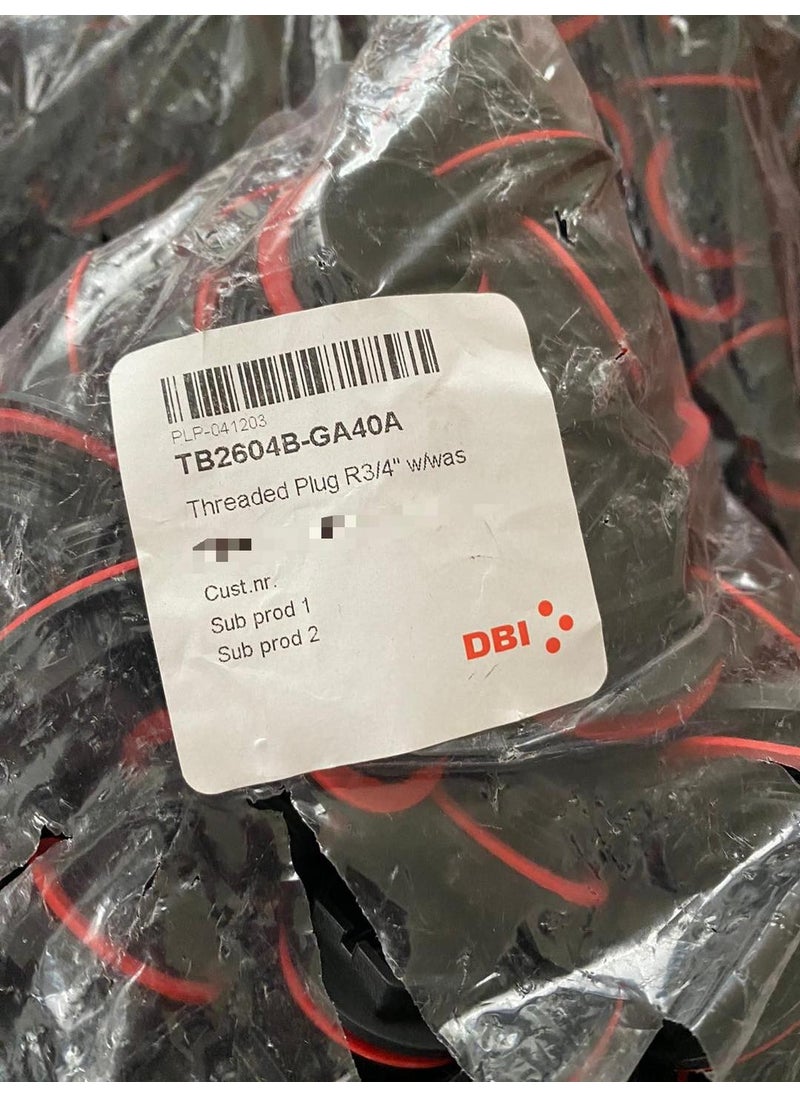 PLP-041203
TB2604B-GA40A
Threaded Plug R3/4" w/was
Cust.nr.
Sub prod 1
Sub prod 2
DBI